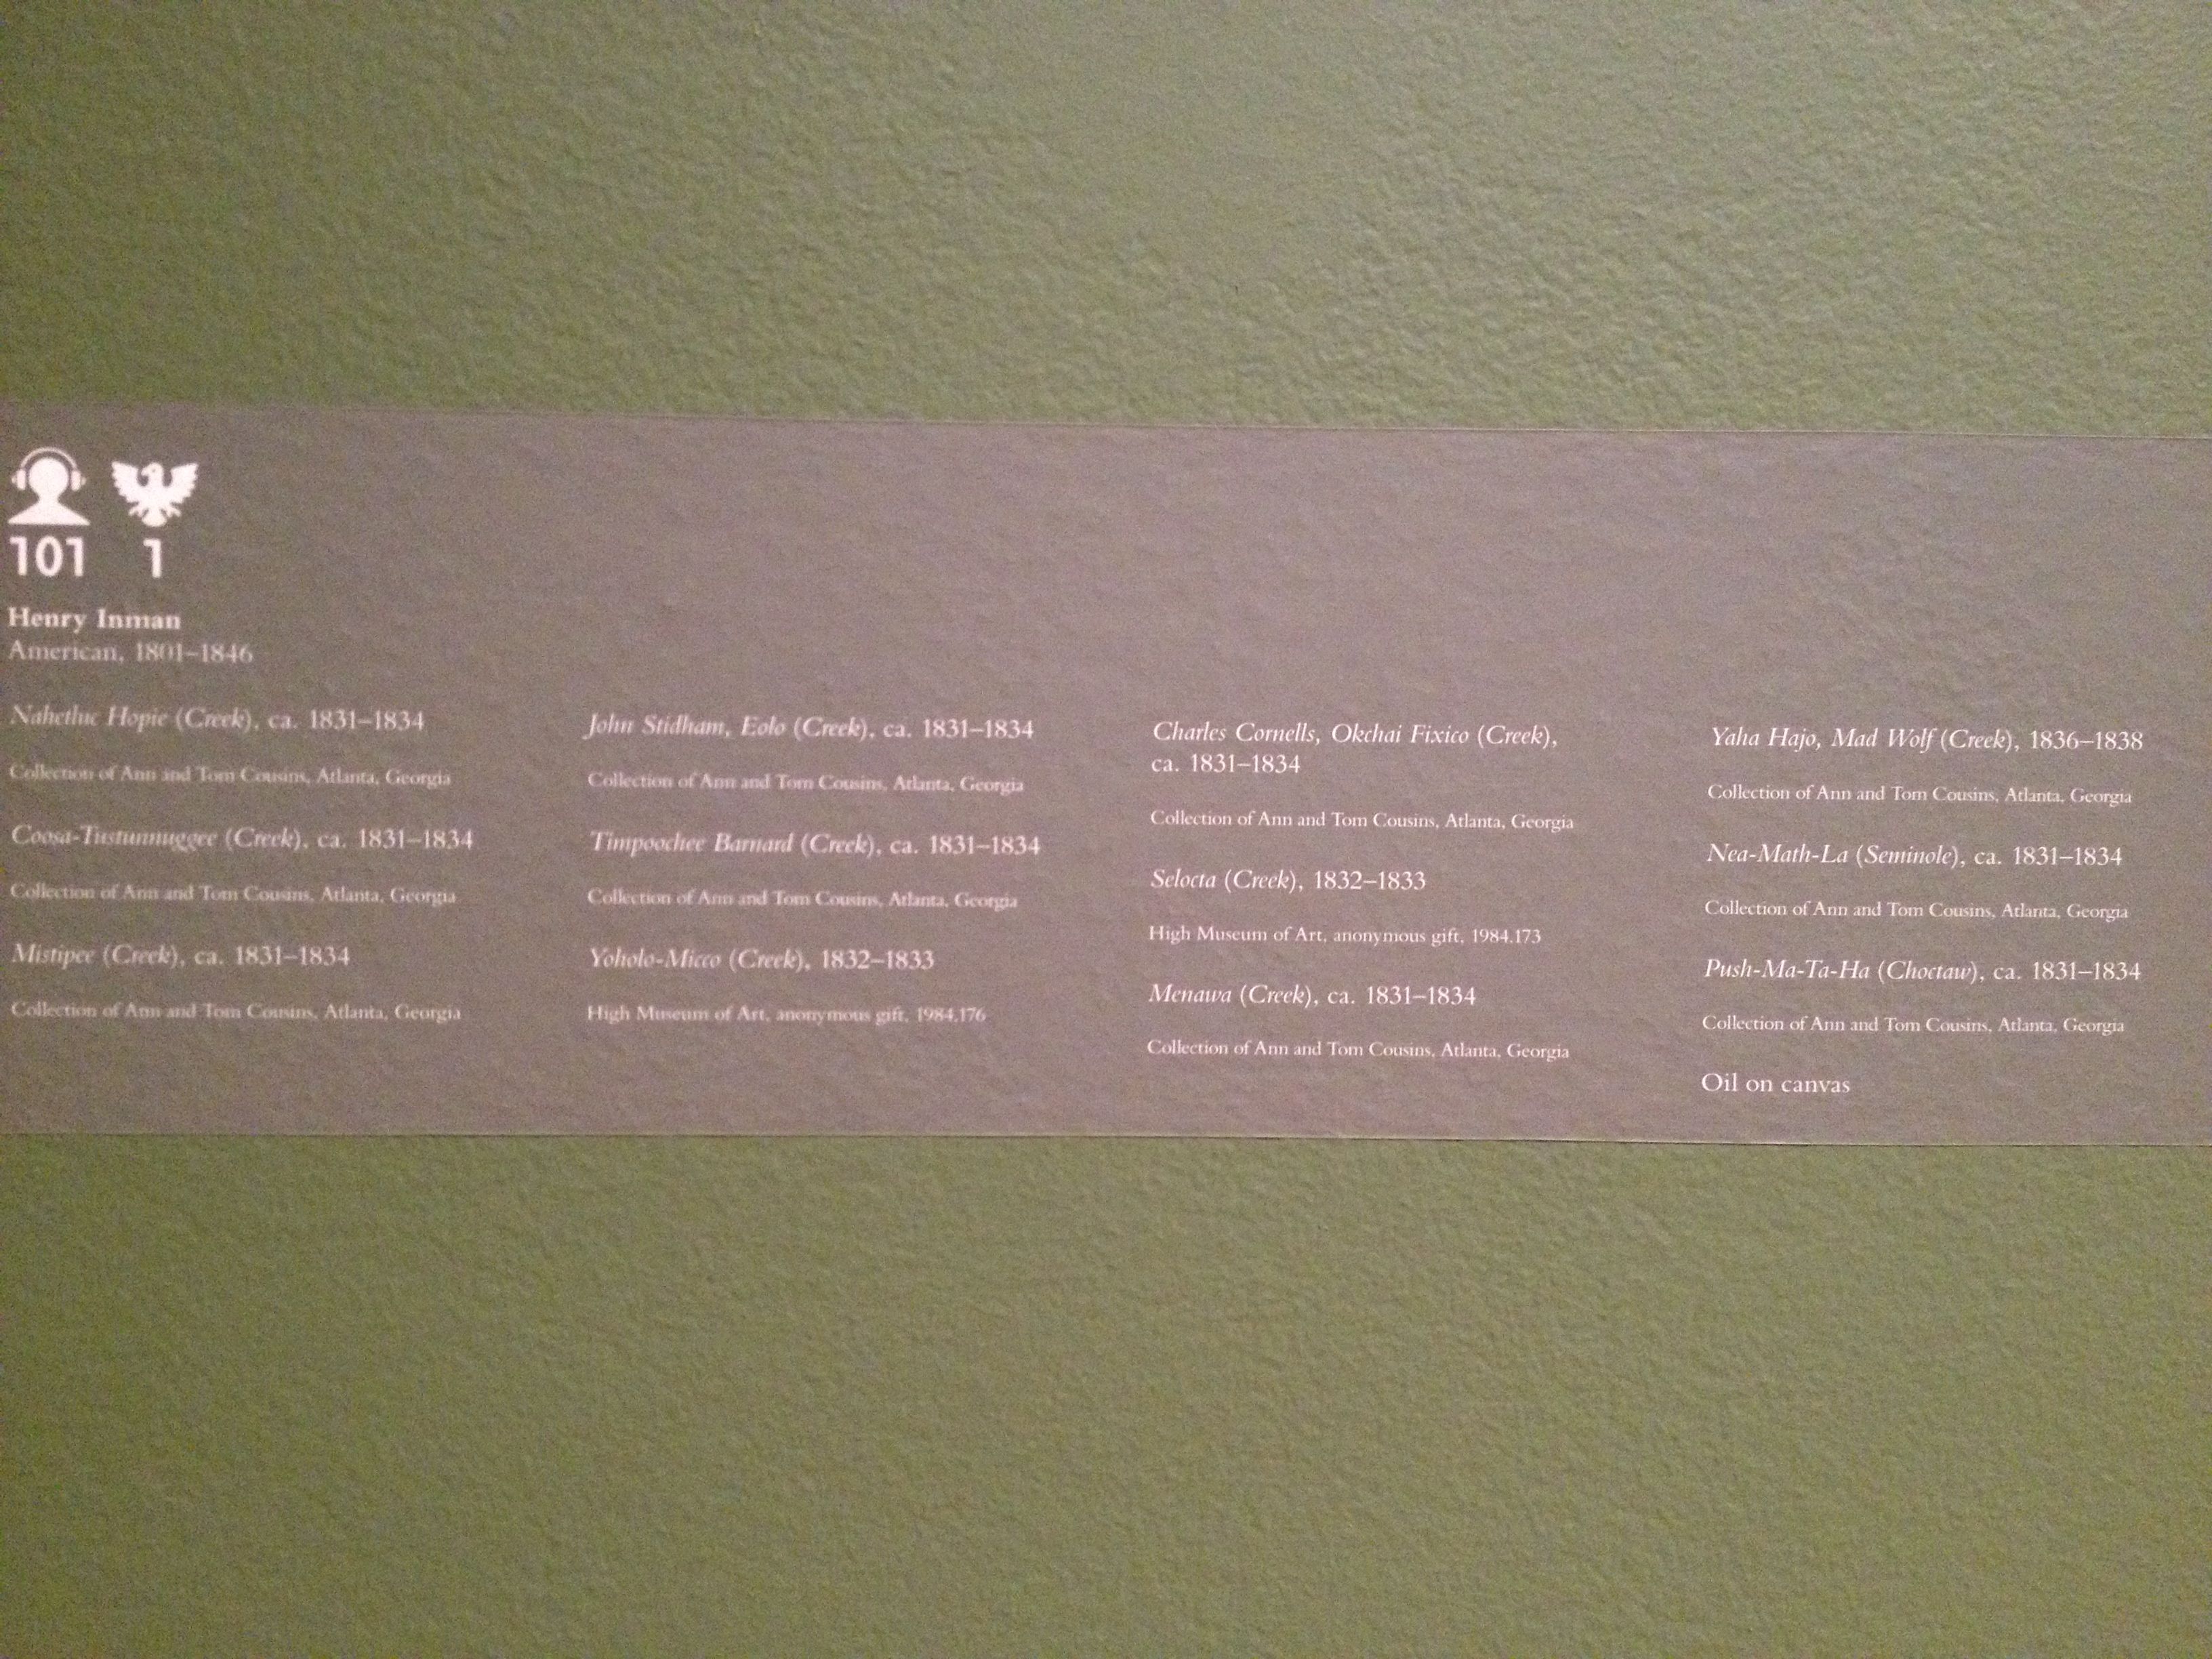 101 1
Henry Inman
American, 1801–1846
Nahetluc Hopie (Creek), ca. 1831–1834
Collection of Ann and Tom Cousins, Atlanta, Georgia
Coosa-Tustunnuggee (Creek), ca. 1831–1834
Collection of Ann and Tom Cousins, Atlanta, Georgia
Mistipee (Creek), ca. 1831–1834
Collection of Ann and Tom Cousins, Atlanta, Georgia
John Stidham, Eolo (Creek), ca. 1831–1834
Collection of Ann and Tom Cousins, Atlanta, Georgia
Timpoochee Barnard (Creek), ca. 1831–1834
Collection of Ann and Tom Cousins, Atlanta, Georgia
Yoholo-Micco (Creek), 1832–1833
High Museum of Art, anonymous gift, 1984.176
Charles Cornells, Okchai Fixico (Creek),
ca. 1831–1834
Collection of Ann and Tom Cousins, Atlanta, Georgia
Selocta (Creek), 1832–1833
High Museum of Art, anonymous gift, 1984.173
Menawa (Creek), ca. 1831–1834
Collection of Ann and Tom Cousins, Atlanta, Georgia
Yaha Hajo, Mad Wolf (Creek), 1836–1838
Collection of Ann and Tom Cousins, Atlanta, Georgia
Nea-Math-La (Seminole), ca. 1831–1834
Collection of Ann and Tom Cousins, Atlanta, Georgia
Push-Ma-Ta-Ha (Choctaw), ca. 1831–1834
Collection of Ann and Tom Cousins, Atlanta, Georgia
Oil on canvas